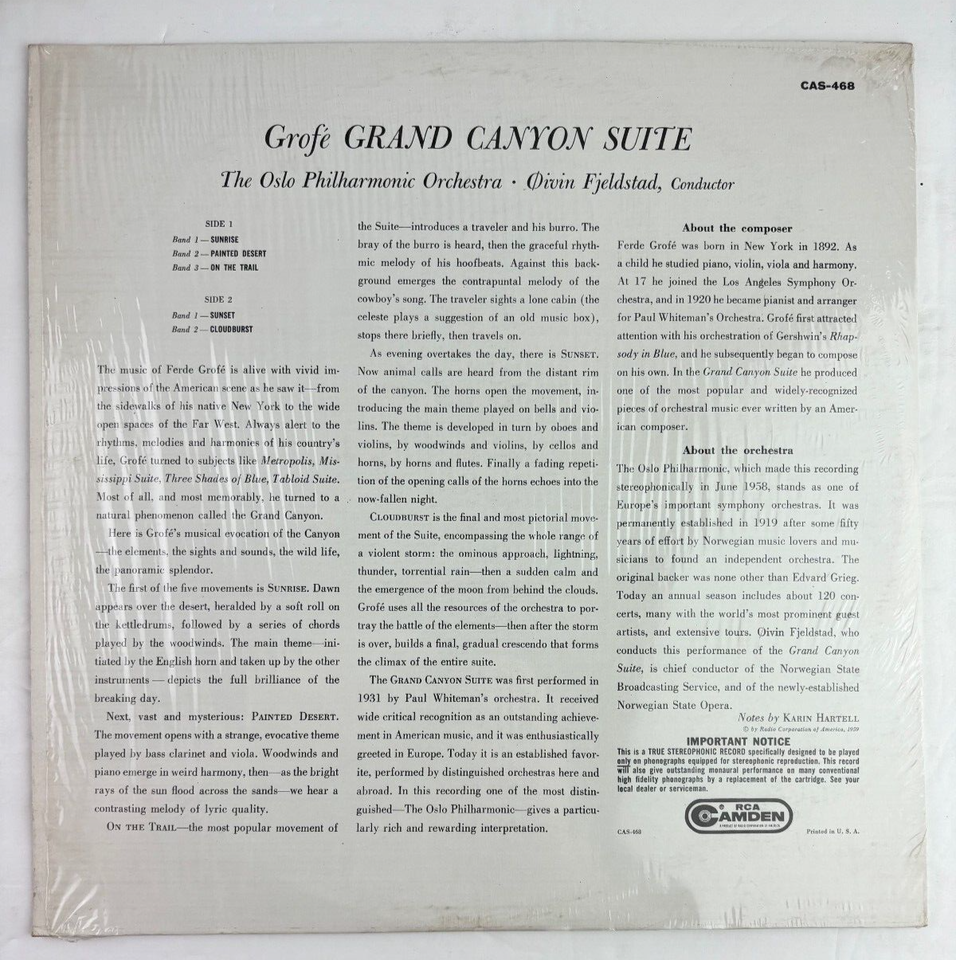 CAS-468
Grofé GRAND CANYON SUITE
The Oslo Philharmonic Orchestra • Øivin Fjeldstad, Conductor
SIDE 1
Band 1—SUNRISE
Band 2—PAINTED DESERT
Band 3—ON THE TRAIL
SIDE 2
Band 1—SUNSET
Band 2—CLOUDBURST
The music of Ferde Grofé is alive with vivid im-
pressions of the American scene as he saw it—from
the sidewalks of his native New York to the wide
open spaces of the Far West. Always alert to the
rhythms, melodies and harmonies of his country's
life, Grofé turned to subjects like Metropolis, Mis-
sissippi Suite, Three Shades of Blue, Tabloid Suite.
Most of all, and most memorably, he turned to a
natural phenomenon called the Grand Canyon.
Here is Grofé's musical evocation of the Canyon
—the elements, the sights and sounds, the wild life,
the panoramic splendor.
The first of the five movements is SUNRISE. Dawn
appears over the desert, heralded by a soft roll on
the kettledrums, followed by a series of chords
played by the woodwinds. The main theme—ini-
tiated by the English horn and taken up by the other
instruments—depicts the full brilliance of the
breaking day.
Next, vast and mysterious: PAINTED DESERT.
The movement opens with a strange, evocative theme
played by bass clarinet and viola. Woodwinds and
piano emerge in weird harmony, then—as the bright
rays of the sun flood across the sands—we hear a
contrasting melody of lyric quality.
ON THE TRAIL—the most popular movement of
the Suite—introduces a traveler and his burro. The
bray of the burro is heard, then the graceful rhyth-
mic melody of his hoofbeats. Against this back-
ground emerges the contrapuntal melody of the
cowboy's song. The traveler sights a lone cabin (the
celeste plays a suggestion of an old music box),
stops there briefly, then travels on.
As evening overtakes the day, there is SUNSET.
Now animal calls are heard from the distant rim
of the canyon. The horns open the movement, in-
troducing the main theme played on bells and vio-
lins. The theme is developed in turn by oboes and
violins, by woodwinds and violins, by cellos and
horns, by horns and flutes. Finally a fading repeti-
tion of the opening calls of the horns echoes into the
now-fallen night.
CLOUDBURST is the final and most pictorial move-
ment of the Suite, encompassing the whole range of
a violent storm: the ominous approach, lightning,
thunder, torrential rain—then a sudden calm and
the emergence of the moon from behind the clouds.
Grofé uses all the resources of the orchestra to por-
tray the battle of the elements—then after the storm
is over, builds a final, gradual crescendo that forms
the climax of the entire suite.
The GRAND CANYON SUITE was first performed in
1931 by Paul Whiteman's orchestra. It received
wide critical recognition as an outstanding achieve-
ment in American music, and it was enthusiastically
greeted in Europe. Today it is an established favor-
ite, performed by distinguished orchestras here and
abroad. In this recording one of the most distin-
guished—The Oslo Philharmonic—gives a particu-
larly rich and rewarding interpretation.
About the composer
Ferde Grofé was born in New York in 1892. As
a child he studied piano, violin, viola and harmony.
At 17 he joined the Los Angeles Symphony Or-
chestra, and in 1920 he became pianist and arranger
for Paul Whiteman's Orchestra. Grofé first attracted
attention with his orchestration of Gershwin's Rhap-
sody in Blue, and he subsequently began to compose
on his own. In the Grand Canyon Suite he produced
one of the most popular and widely-recognized
pieces of orchestral music ever written by an Amer-
ican composer.
About the orchestra
The Oslo Philharmonic, which made this recording
stereophonically in June 1958, stands as one of
Europe's important symphony orchestras. It was
permanently established in 1919 after some fifty
years of effort by Norwegian music lovers and mu-
sicians to found an independent orchestra. The
original backer was none other than Edvard Grieg.
Today an annual season includes about 120 con-
certs, many with the world's most prominent guest
artists, and extensive tours. Øivin Fjeldstad, who
conducts this performance of the Grand Canyon
Suite, is chief conductor of the Norwegian State
Broadcasting Service, and of the newly-established
Norwegian State Opera.
Notes by KARIN HARTELL
© by Radio Corporation of America, 1959
IMPORTANT NOTICE
This is a TRUE STEREOPHONIC RECORD specifically designed to be played
only on phonographs equipped for stereophonic reproduction. This record
will also give outstanding monaural performance on many conventional
high fidelity phonographs by a replacement of the cartridge. See your
local dealer or serviceman.
RCA
CAMDEN
CAS-468
Printed in U. S. A.